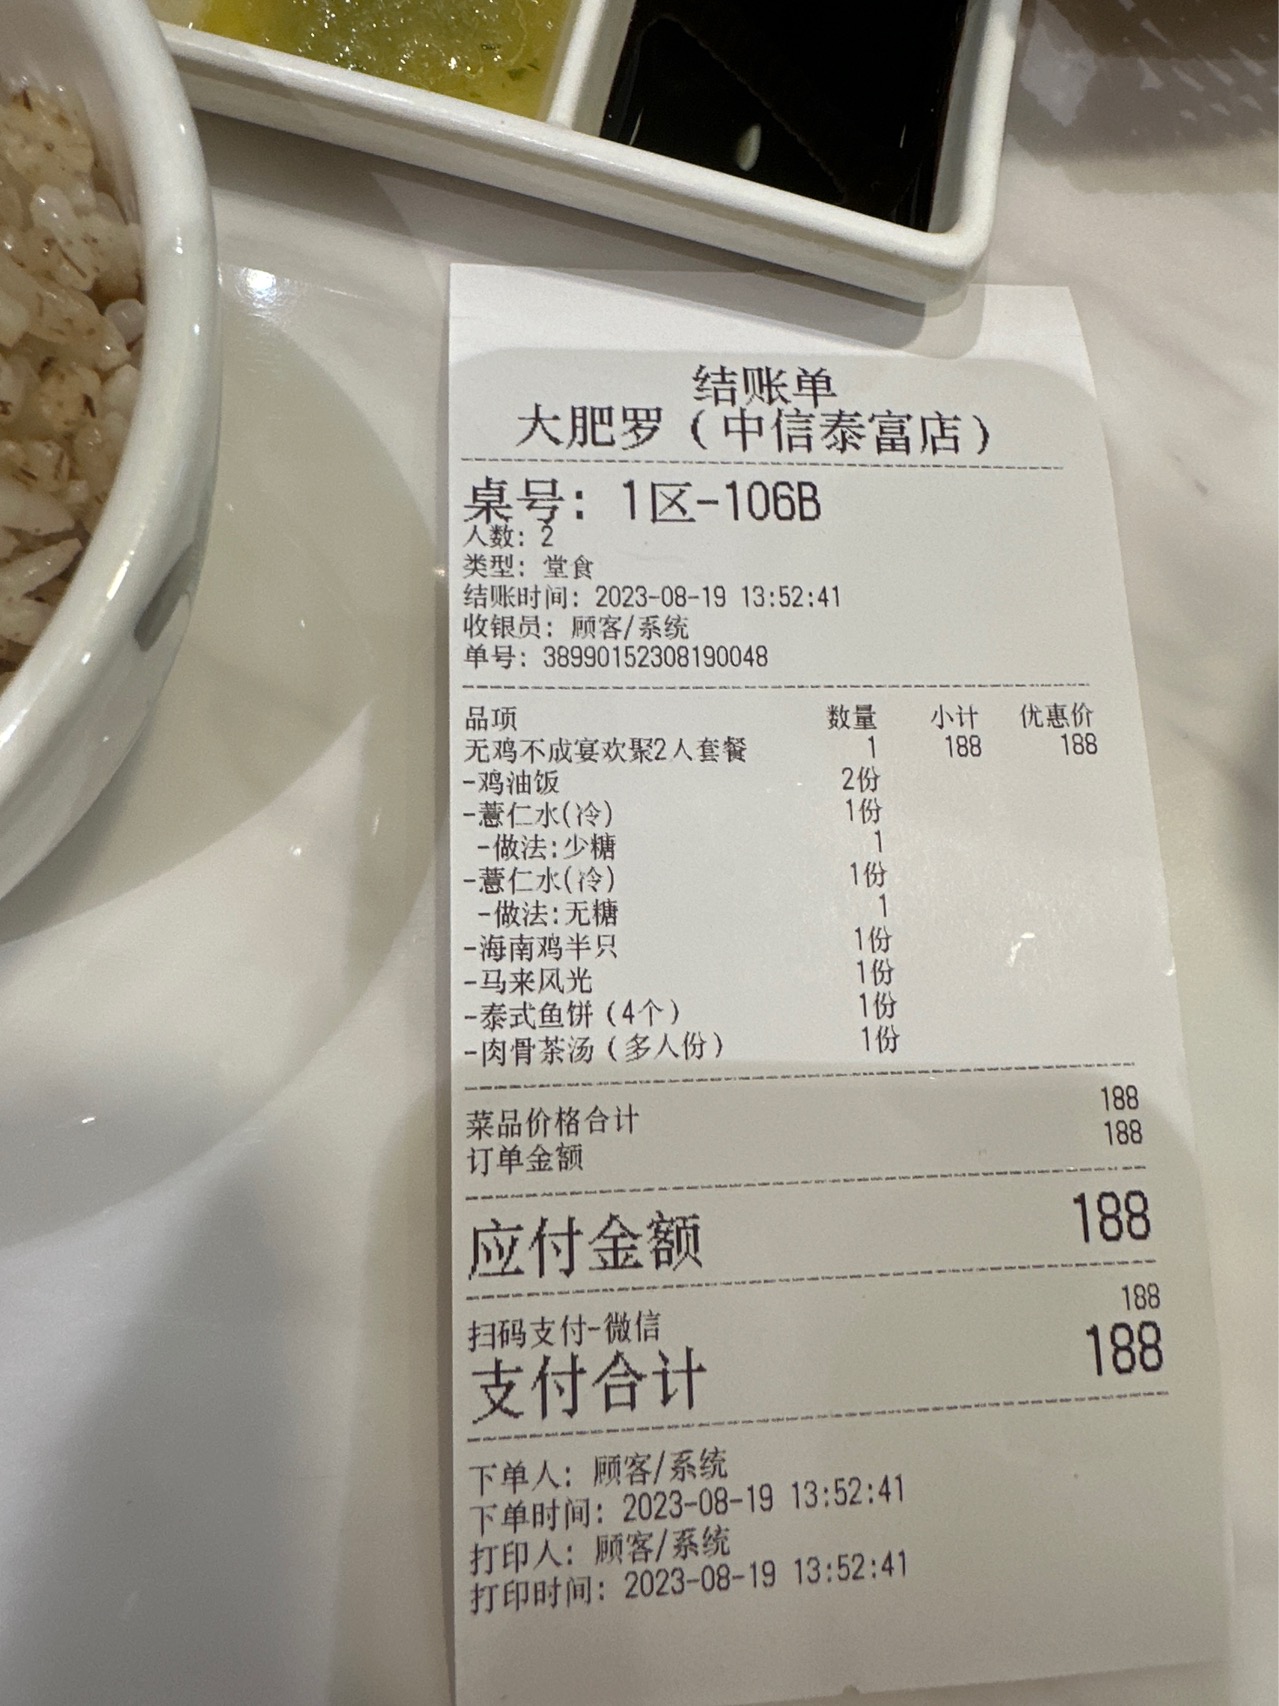 结账单
大肥罗（中信泰富店）
桌号: 1区-106B
人数: 2
类型: 堂食
结账时间: 2023-08-19 13:52:41
收银员: 顾客/系统
单号: 38990152308190048
品项 数量 小计 优惠价
无鸡不成宴欢聚2人套餐 1 188 188
-鸡油饭 2份
-薏仁水(冷) 1份
-做法:少糖 1
-薏仁水(冷) 1份
-做法:无糖 1
-海南鸡半只 1份
-马来风光 1份
-泰式鱼饼（4个） 1份
-肉骨茶汤（多人份） 1份
菜品价格合计 188
订单金额 188
应付金额 188
扫码支付-微信 188
支付合计 188
下单人: 顾客/系统
下单时间: 2023-08-19 13:52:41
打印人: 顾客/系统
打印时间: 2023-08-19 13:52:41